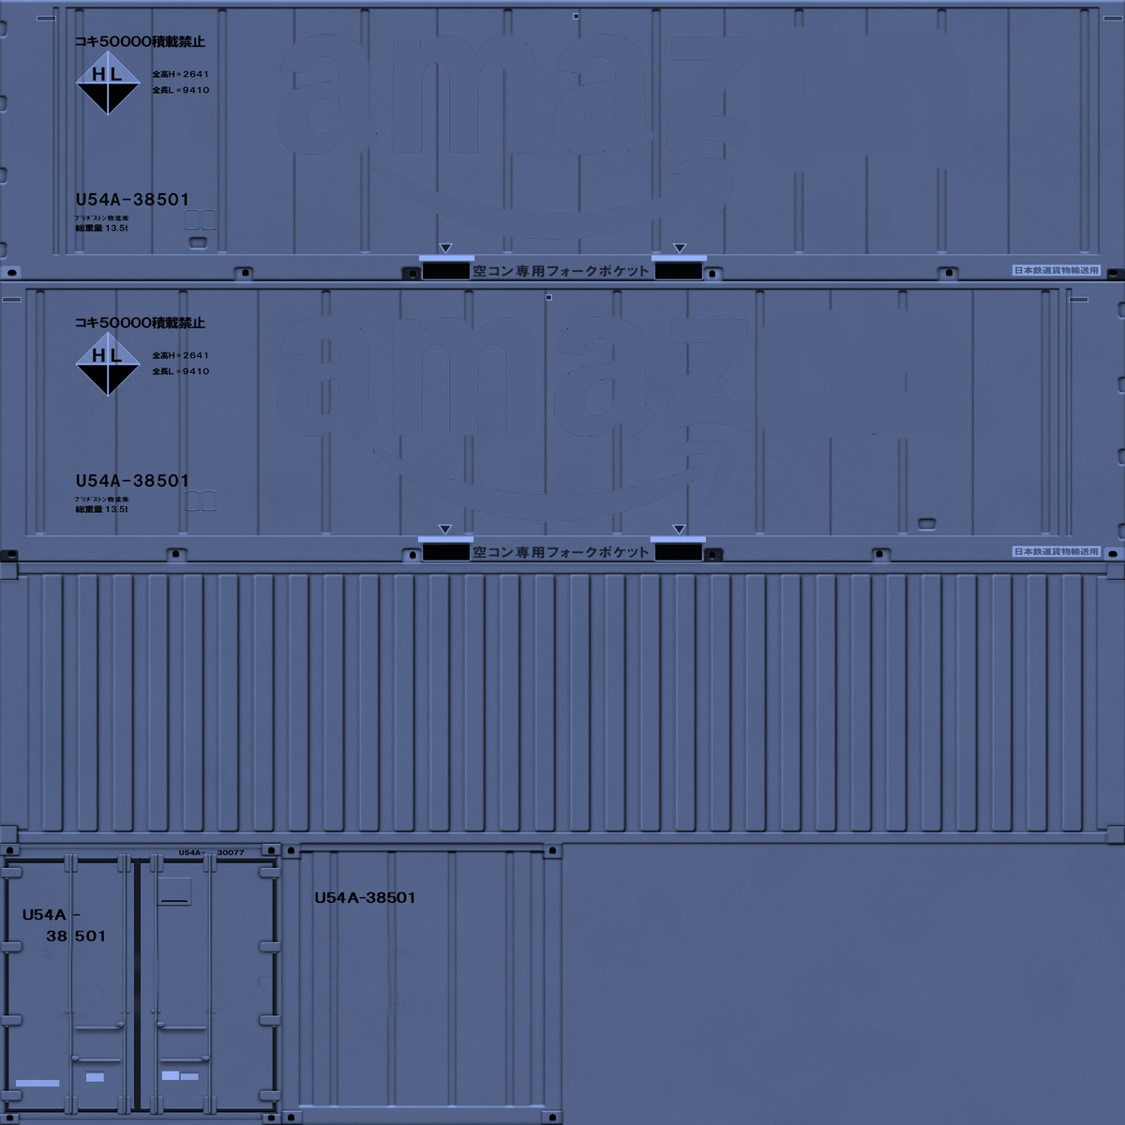 コキ50000積載禁止
H L
全高H=2641
全長L=9410
amaz
U54A-38501
ブリヂストン物流㈱
総重量 13.5t
空コン専用フォークポケット
日本鉄道貨物輸送用
コキ50000積載禁止
H L
全高H=2641
全長L=9410
amaz
U54A-38501
ブリヂストン物流㈱
総重量 13.5t
空コン専用フォークポケット
日本鉄道貨物輸送用
U54A- 30077
U54A -
38 501
U54A-38501